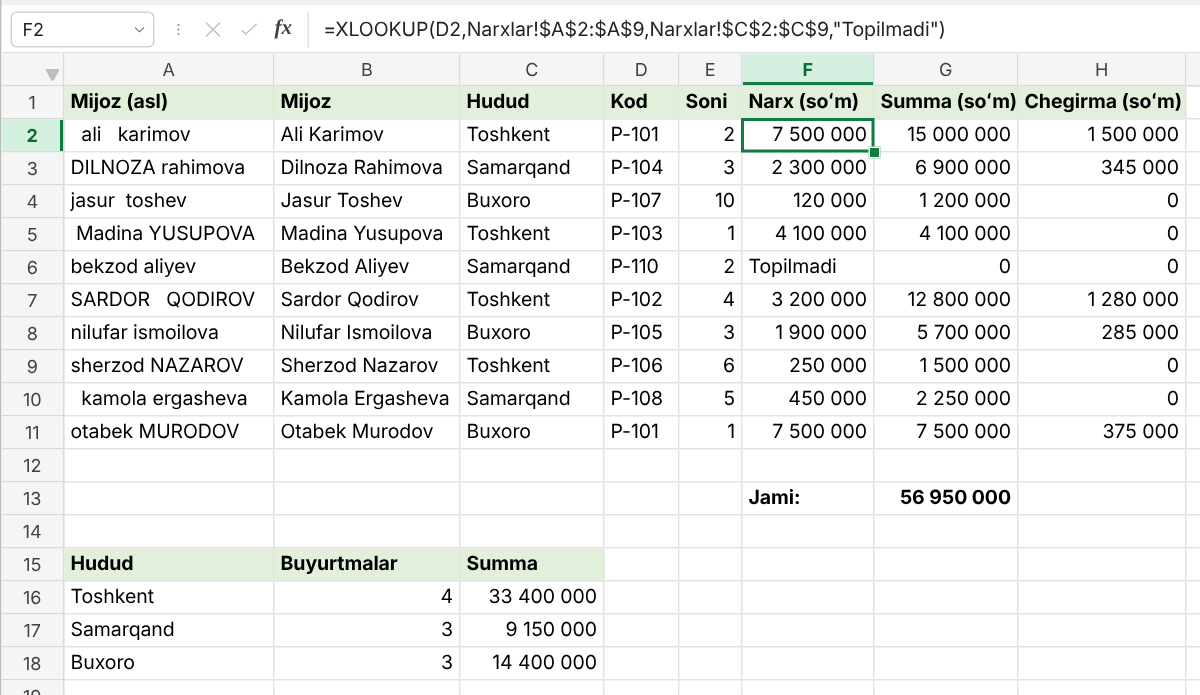 F2 fx =XLOOKUP(D2,Narxlar!$A$2:$A$9,Narxlar!$C$2:$C$9,"Topilmadi")
A B C D E F G H
1 Mijoz (asl) Mijoz Hudud Kod Soni Narx (soʻm) Summa (soʻm) Chegirma (soʻm)
2 ali karimov Ali Karimov Toshkent P-101 2 7 500 000 15 000 000 1 500 000
3 DILNOZA rahimova Dilnoza Rahimova Samarqand P-104 3 2 300 000 6 900 000 345 000
4 jasur toshev Jasur Toshev Buxoro P-107 10 120 000 1 200 000 0
5 Madina YUSUPOVA Madina Yusupova Toshkent P-103 1 4 100 000 4 100 000 0
6 bekzod aliyev Bekzod Aliyev Samarqand P-110 2 Topilmadi 0 0
7 SARDOR QODIROV Sardor Qodirov Toshkent P-102 4 3 200 000 12 800 000 1 280 000
8 nilufar ismoilova Nilufar Ismoilova Buxoro P-105 3 1 900 000 5 700 000 285 000
9 sherzod NAZAROV Sherzod Nazarov Toshkent P-106 6 250 000 1 500 000 0
10 kamola ergasheva Kamola Ergasheva Samarqand P-108 5 450 000 2 250 000 0
11 otabek MURODOV Otabek Murodov Buxoro P-101 1 7 500 000 7 500 000 375 000
12
13 Jami: 56 950 000
14
15 Hudud Buyurtmalar Summa
16 Toshkent 4 33 400 000
17 Samarqand 3 9 150 000
18 Buxoro 3 14 400 000
19